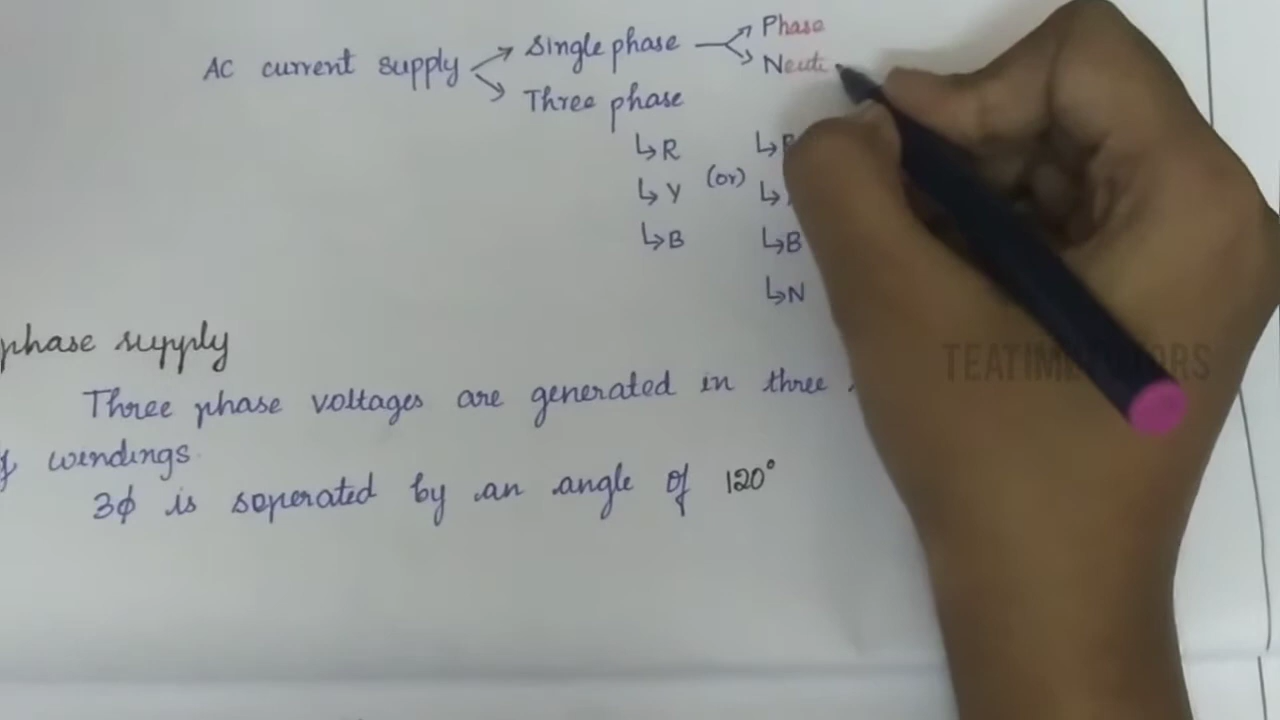 AC current supply → Single phase → Phase
→ Neut
Three phase
↳ R ↳
↳ Y (or) ↳
↳ B ↳ B
↳ N
phase supply
Three phase voltages are generated in three
windings.
3ϕ is seperated by an angle of 120°